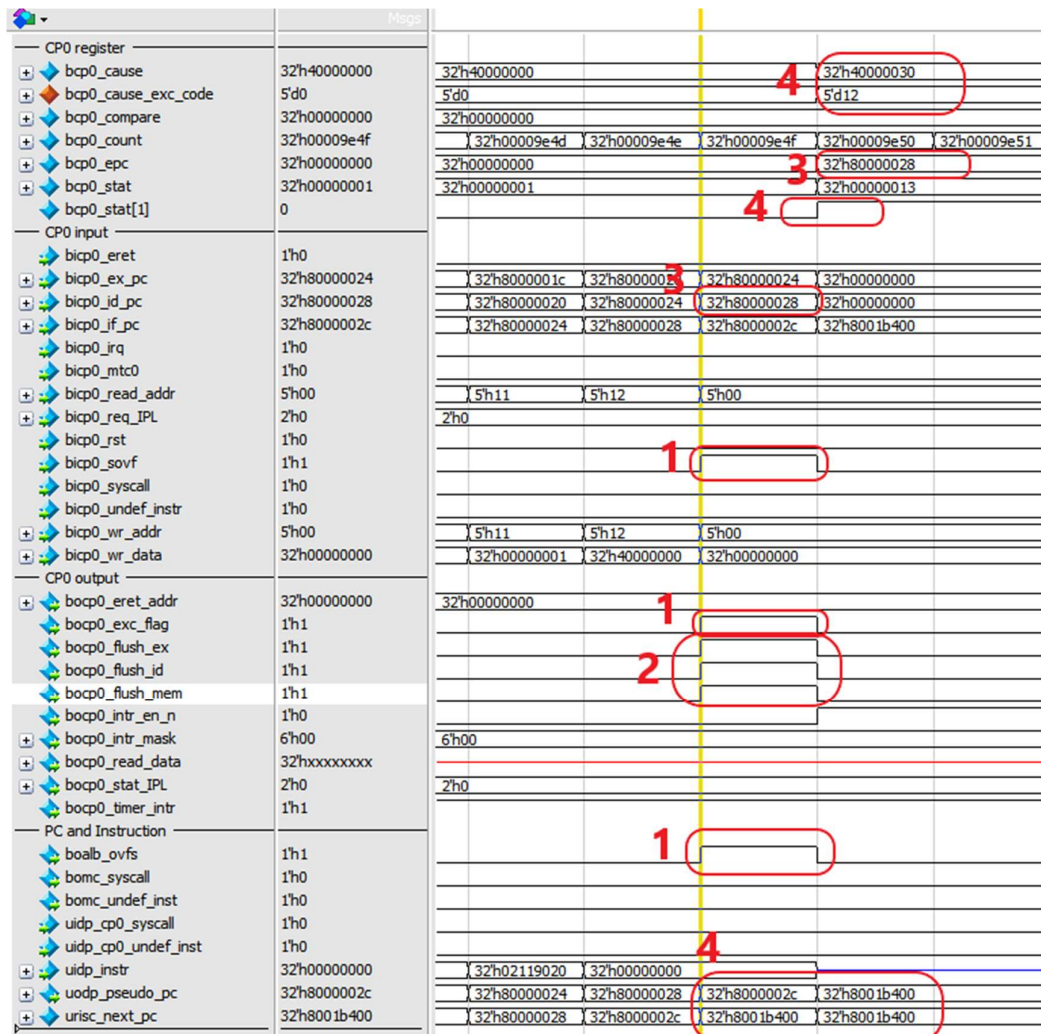 Msgs
CP0 register
bcp0_cause 32'h40000000 32'h40000000 4 32'h40000030
bcp0_cause_exc_code 5'd0 5'd0 5'd12
bcp0_compare 32'h00000000 32'h00000000
bcp0_count 32'h00009e4f 32'h00009e4d 32'h00009e4e 32'h00009e4f 32'h00009e50 32'h00009e51
bcp0_epc 32'h00000000 32'h00000000 3 32'h80000028
bcp0_stat 32'h00000001 32'h00000001 32'h00000013
bcp0_stat[1] 0 4
CP0 input
bicp0_eret 1'h0
bicp0_ex_pc 32'h80000024 32'h8000001c 3 32'h80000024 32'h00000000
bicp0_id_pc 32'h80000028 32'h80000020 32'h80000024 3 32'h80000028 32'h00000000
bicp0_if_pc 32'h8000002c 32'h80000024 32'h80000028 32'h8000002c 32'h8001b400
bicp0_irq 1'h0
bicp0_mtc0 1'h0
bicp0_read_addr 5'h00 5'h11 5'h12 5'h00
bicp0_req_IPL 2'h0 2'h0
bicp0_rst 1'h0
bicp0_sovf 1'h1 1
bicp0_syscall 1'h0
bicp0_undef_instr 1'h0
bicp0_wr_addr 5'h00 5'h11 5'h12 5'h00
bicp0_wr_data 32'h00000000 32'h00000001 32'h40000000 32'h00000000
CP0 output
bocp0_eret_addr 32'h00000000 32'h00000000
bocp0_exc_flag 1'h1 1
bocp0_flush_ex 1'h1
bocp0_flush_id 1'h1 2
bocp0_flush_mem 1'h1
bocp0_intr_en_n 1'h0
bocp0_intr_mask 6'h00 6'h00
bocp0_read_data 32'hxxxxxxxx
bocp0_stat_IPL 2'h0 2'h0
bocp0_timer_intr 1'h1
PC and Instruction
boalb_ovfs 1'h1 1
bomc_syscall 1'h0
bomc_undef_inst 1'h0
uidp_cp0_syscall 1'h0
uidp_cp0_undef_inst 1'h0 4
uidp_instr 32'h00000000 32'h02119020 32'h00000000
uodp_pseudo_pc 32'h8000002c 32'h80000024 32'h80000028 32'h8000002c 32'h8001b400
urisc_next_pc 32'h8001b400 32'h80000028 32'h8000002c 32'h8001b400 32'h8001b400